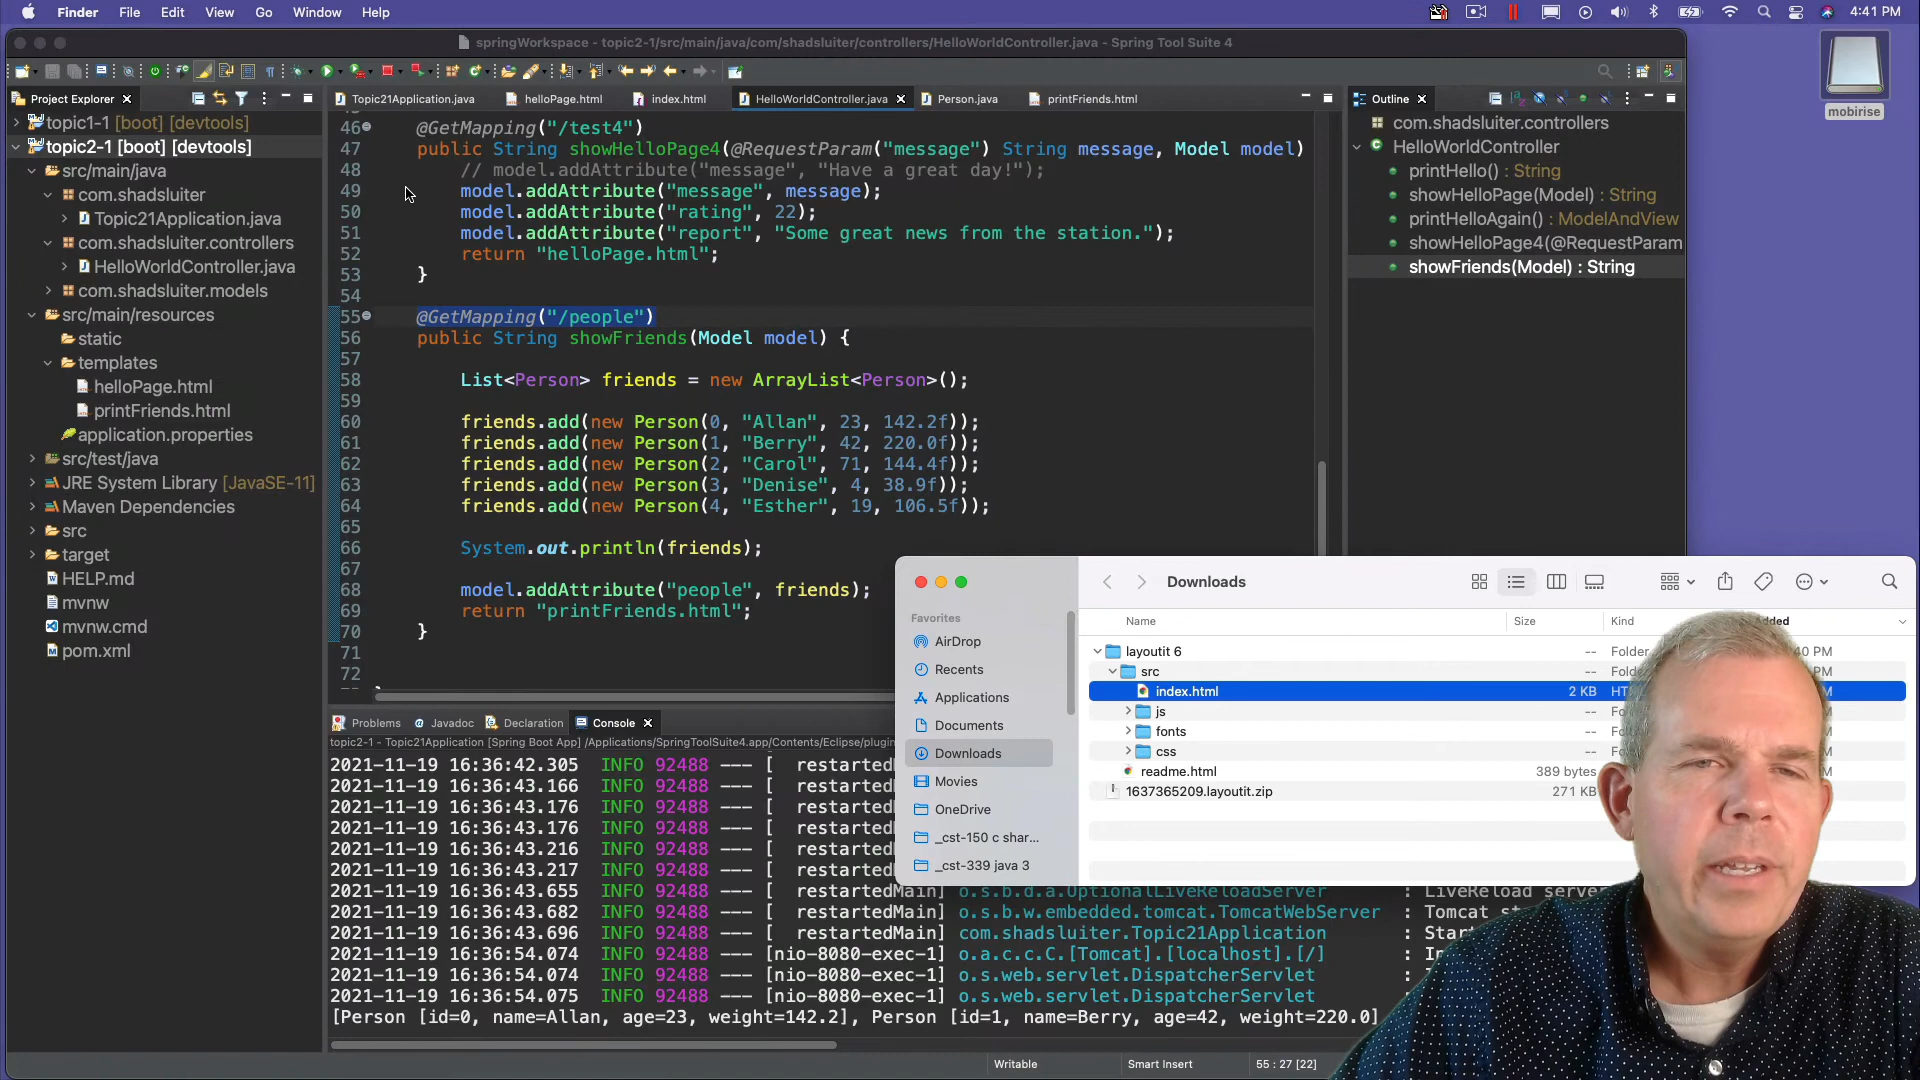 Finder File Edit View Go Window Help
4:41 PM
springWorkspace - topic2-1/src/main/java/com/shadsluiter/controllers/HelloWorldController.java - Spring Tool Suite 4
mobirise
Project Explorer
topic1-1 [boot] [devtools]
topic2-1 [boot] [devtools]
src/main/java
com.shadsluiter
Topic21Application.java
com.shadsluiter.controllers
HelloWorldController.java
com.shadsluiter.models
src/main/resources
static
templates
helloPage.html
printFriends.html
application.properties
src/test/java
JRE System Library [JavaSE-11]
Maven Dependencies
src
target
HELP.md
mvnw
mvnw.cmd
pom.xml
Topic21Application.java helloPage.html index.html HelloWorldController.java Person.java printFriends.html
46 @GetMapping("/test4")
47 public String showHelloPage4(@RequestParam("message") String message, Model model)
48 // model.addAttribute("message", "Have a great day!");
49 model.addAttribute("message", message);
50 model.addAttribute("rating", 22);
51 model.addAttribute("report", "Some great news from the station.");
52 return "helloPage.html";
53 }
54
55 @GetMapping("/people")
56 public String showFriends(Model model) {
57
58 List<Person> friends = new ArrayList<Person>();
59
60 friends.add(new Person(0, "Allan", 23, 142.2f));
61 friends.add(new Person(1, "Berry", 42, 220.0f));
62 friends.add(new Person(2, "Carol", 71, 144.4f));
63 friends.add(new Person(3, "Denise", 4, 38.9f));
64 friends.add(new Person(4, "Esther", 19, 106.5f));
65
66 System.out.println(friends);
67
68 model.addAttribute("people", friends);
69 return "printFriends.html";
70 }
71
72
Outline
com.shadsluiter.controllers
HelloWorldController
printHello() : String
showHelloPage(Model) : String
printHelloAgain() : ModelAndView
showHelloPage4(@RequestParam
showFriends(Model) : String
Downloads
Favorites
AirDrop
Recents
Applications
Documents
Downloads
Movies
OneDrive
_cst-150 c shar...
_cst-339 java 3
Name Size Kind Added
layoutit 6 -- Folder 40 PM
src --
index.html 2 KB
js --
fonts --
css --
readme.html 389 bytes
1637365209.layoutit.zip 271 KB
Problems Javadoc Declaration Console
topic2-1 - Topic21Application [Spring Boot App] /Applications/SpringToolSuite4.app/Contents/Eclipse/plugin
2021-11-19 16:36:42.305 INFO 92488 --- [ restartedM
2021-11-19 16:36:43.166 INFO 92488 --- [ restartedM
2021-11-19 16:36:43.176 INFO 92488 --- [ restartedM
2021-11-19 16:36:43.176 INFO 92488 --- [ restartedM
2021-11-19 16:36:43.216 INFO 92488 --- [ restartedM
2021-11-19 16:36:43.217 INFO 92488 --- [ restartedM
2021-11-19 16:36:43.655 INFO 92488 --- [ restartedMain] o.s.b.d.a.OptionalLiveReloadServer : LiveReload serve
2021-11-19 16:36:43.682 INFO 92488 --- [ restartedMain] o.s.b.w.embedded.tomcat.TomcatWebServer : Tomcat st
2021-11-19 16:36:43.696 INFO 92488 --- [ restartedMain] com.shadsluiter.Topic21Application : Star
2021-11-19 16:36:54.074 INFO 92488 --- [nio-8080-exec-1] o.a.c.c.C.[Tomcat].[localhost].[/] : In
2021-11-19 16:36:54.074 INFO 92488 --- [nio-8080-exec-1] o.s.web.servlet.DispatcherServlet
2021-11-19 16:36:54.075 INFO 92488 --- [nio-8080-exec-1] o.s.web.servlet.DispatcherServlet
[Person [id=0, name=Allan, age=23, weight=142.2], Person [id=1, name=Berry, age=42, weight=220.0]
Writable Smart Insert 55 : 27 [22]